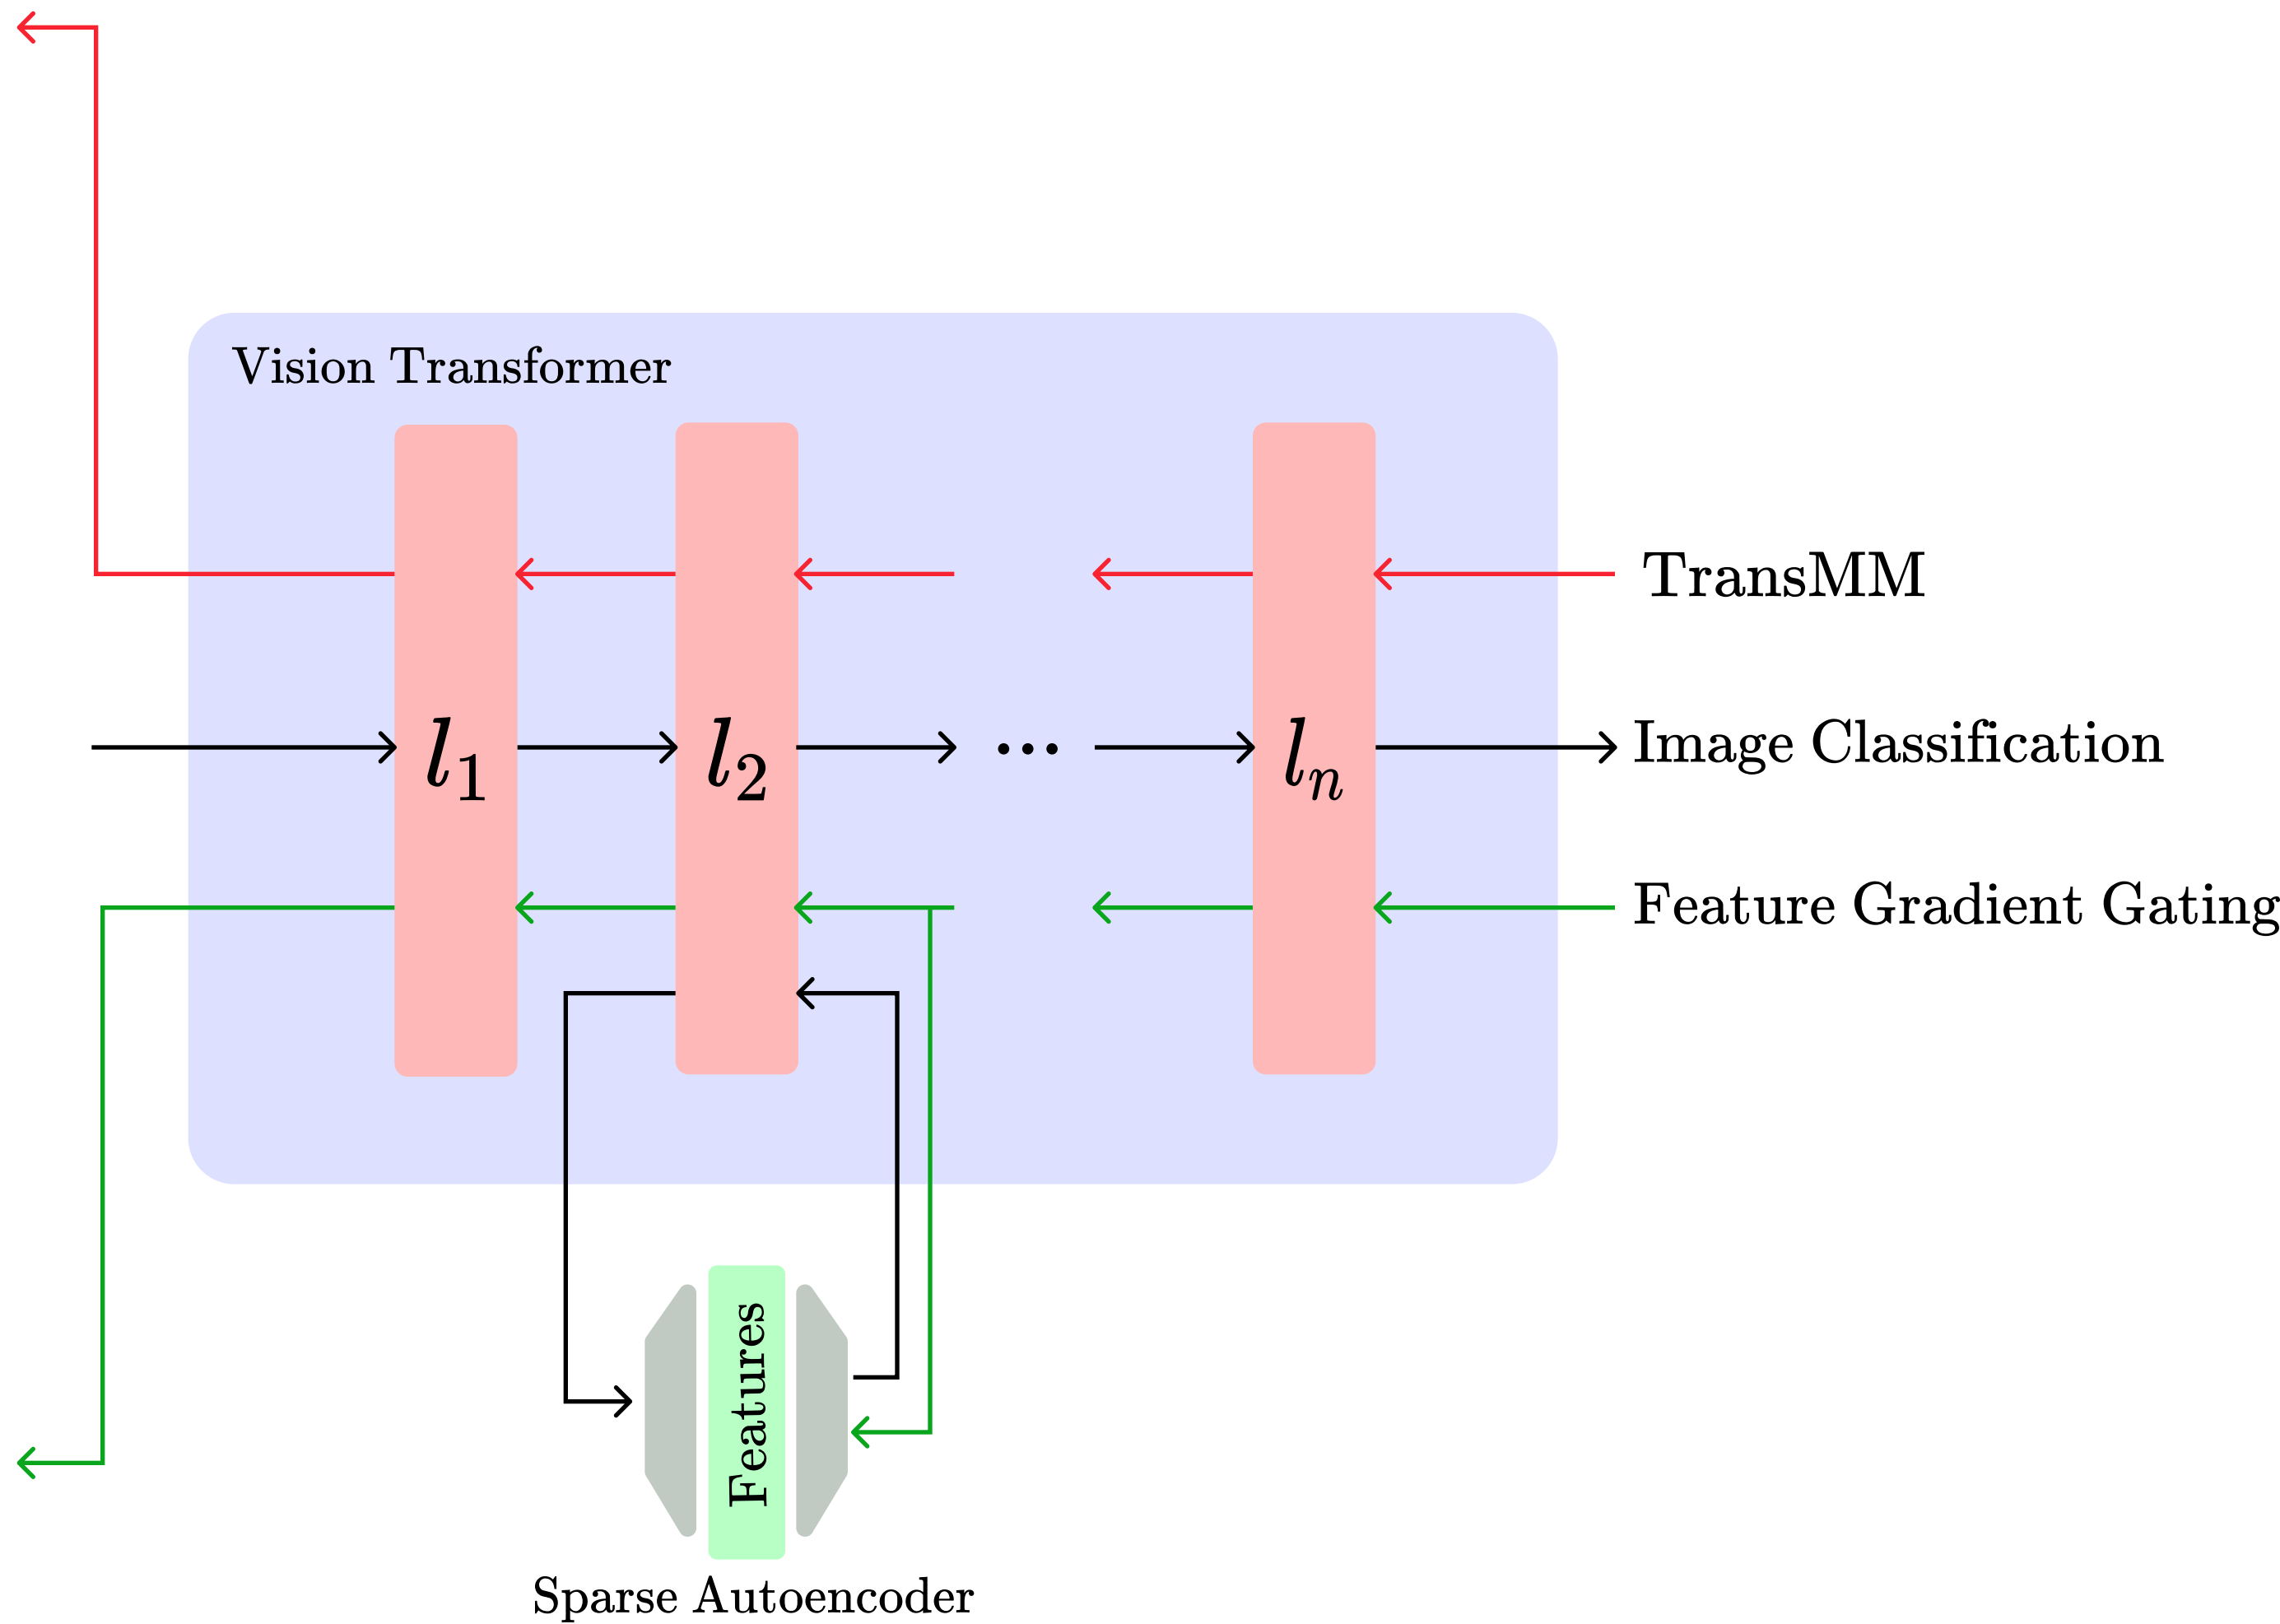 Vision Transformer
TransMM
l1
l2
...
ln
Image Classification
Feature Gradient Gating
Features
Sparse Autoencoder